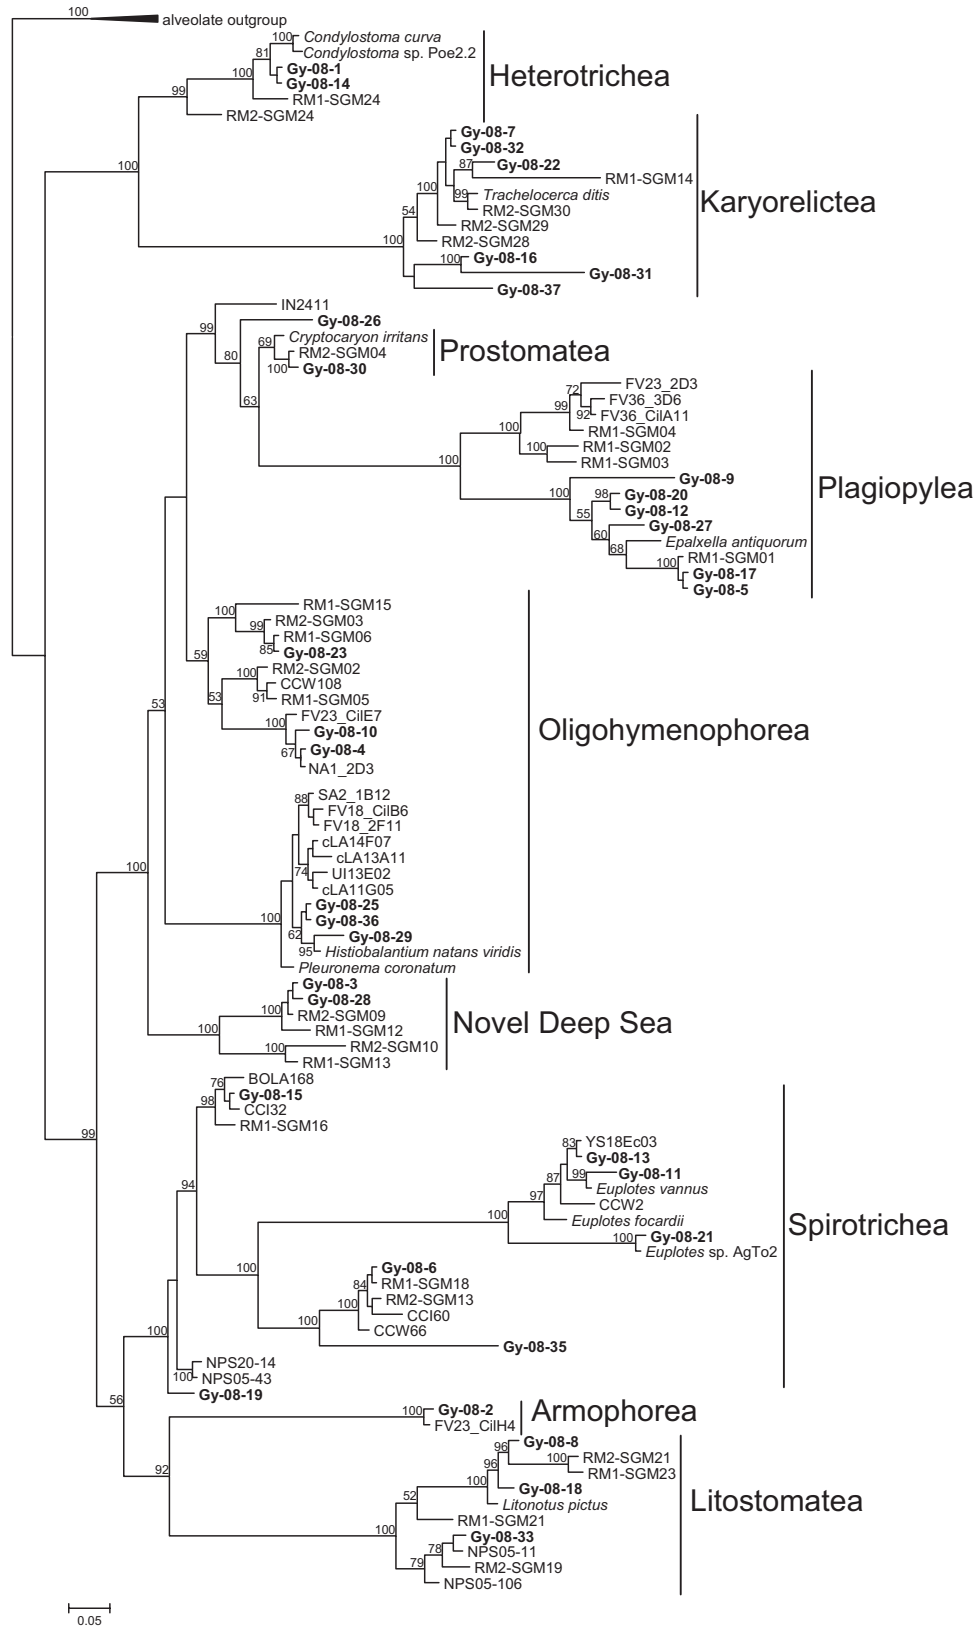 100
alveolate outgroup
100 Condylostoma curva
81 Condylostoma sp. Poe2.2
Gy-08-1
100
Gy-08-14
Heterotrichea
99
RM1-SGM24
RM2-SGM24
Gy-08-7
Gy-08-32
87 Gy-08-22
100
RM1-SGM14
100
99 Trachelocerca ditis
RM2-SGM30
Karyorelictea
54
RM2-SGM29
100
RM2-SGM28
100 Gy-08-16
Gy-08-31
Gy-08-37
IN2411
99
Gy-08-26
69 Cryptocaryon irritans
80
RM2-SGM04
100 Gy-08-30
Prostomatea
63
72 FV23_2D3
FV36_3D6
99
92 FV36_CilA11
100
RM1-SGM04
100 RM1-SGM02
RM1-SGM03
100
Gy-08-9
100
98 Gy-08-20
Gy-08-12
Plagiopylea
55
Gy-08-27
60
68 Epalxella antiquorum
RM1-SGM01
100
Gy-08-17
Gy-08-5
RM1-SGM15
100
99 RM2-SGM03
RM1-SGM06
85 Gy-08-23
59
100 RM2-SGM02
CCW108
91 RM1-SGM05
53
53
FV23_CilE7
100
Gy-08-10
67 Gy-08-4
NA1_2D3
Oligohymenophorea
88 SA2_1B12
FV18_CilB6
FV18_2F11
cLA14F07
cLA13A11
74 UI13E02
cLA11G05
100
Gy-08-25
Gy-08-36
62
Gy-08-29
95 Histiobalantium natans viridis
100
Pleuronema coronatum
Gy-08-3
Gy-08-28
100 RM2-SGM09
RM1-SGM12
100
100 RM2-SGM10
RM1-SGM13
Novel Deep Sea
76 BOLA168
Gy-08-15
98 CCI32
RM1-SGM16
99
83 YS18Ec03
Gy-08-13
87 99 Gy-08-11
Euplotes vannus
97
CCW2
94
100
Euplotes focardii
100 Gy-08-21
Euplotes sp. AgTo2
Spirotrichea
100
Gy-08-6
84 RM1-SGM18
RM2-SGM13
100
CCI60
100
CCW66
100
Gy-08-35
NPS20-14
100 NPS05-43
Gy-08-19
56
100 Gy-08-2
FV23_CilH4
Armophorea
96 Gy-08-8
100 RM2-SGM21
96
RM1-SGM23
92
100
Gy-08-18
Litonotus pictus
52
RM1-SGM21
Litostomatea
100
Gy-08-33
78 NPS05-11
79 RM2-SGM19
NPS05-106
0.05